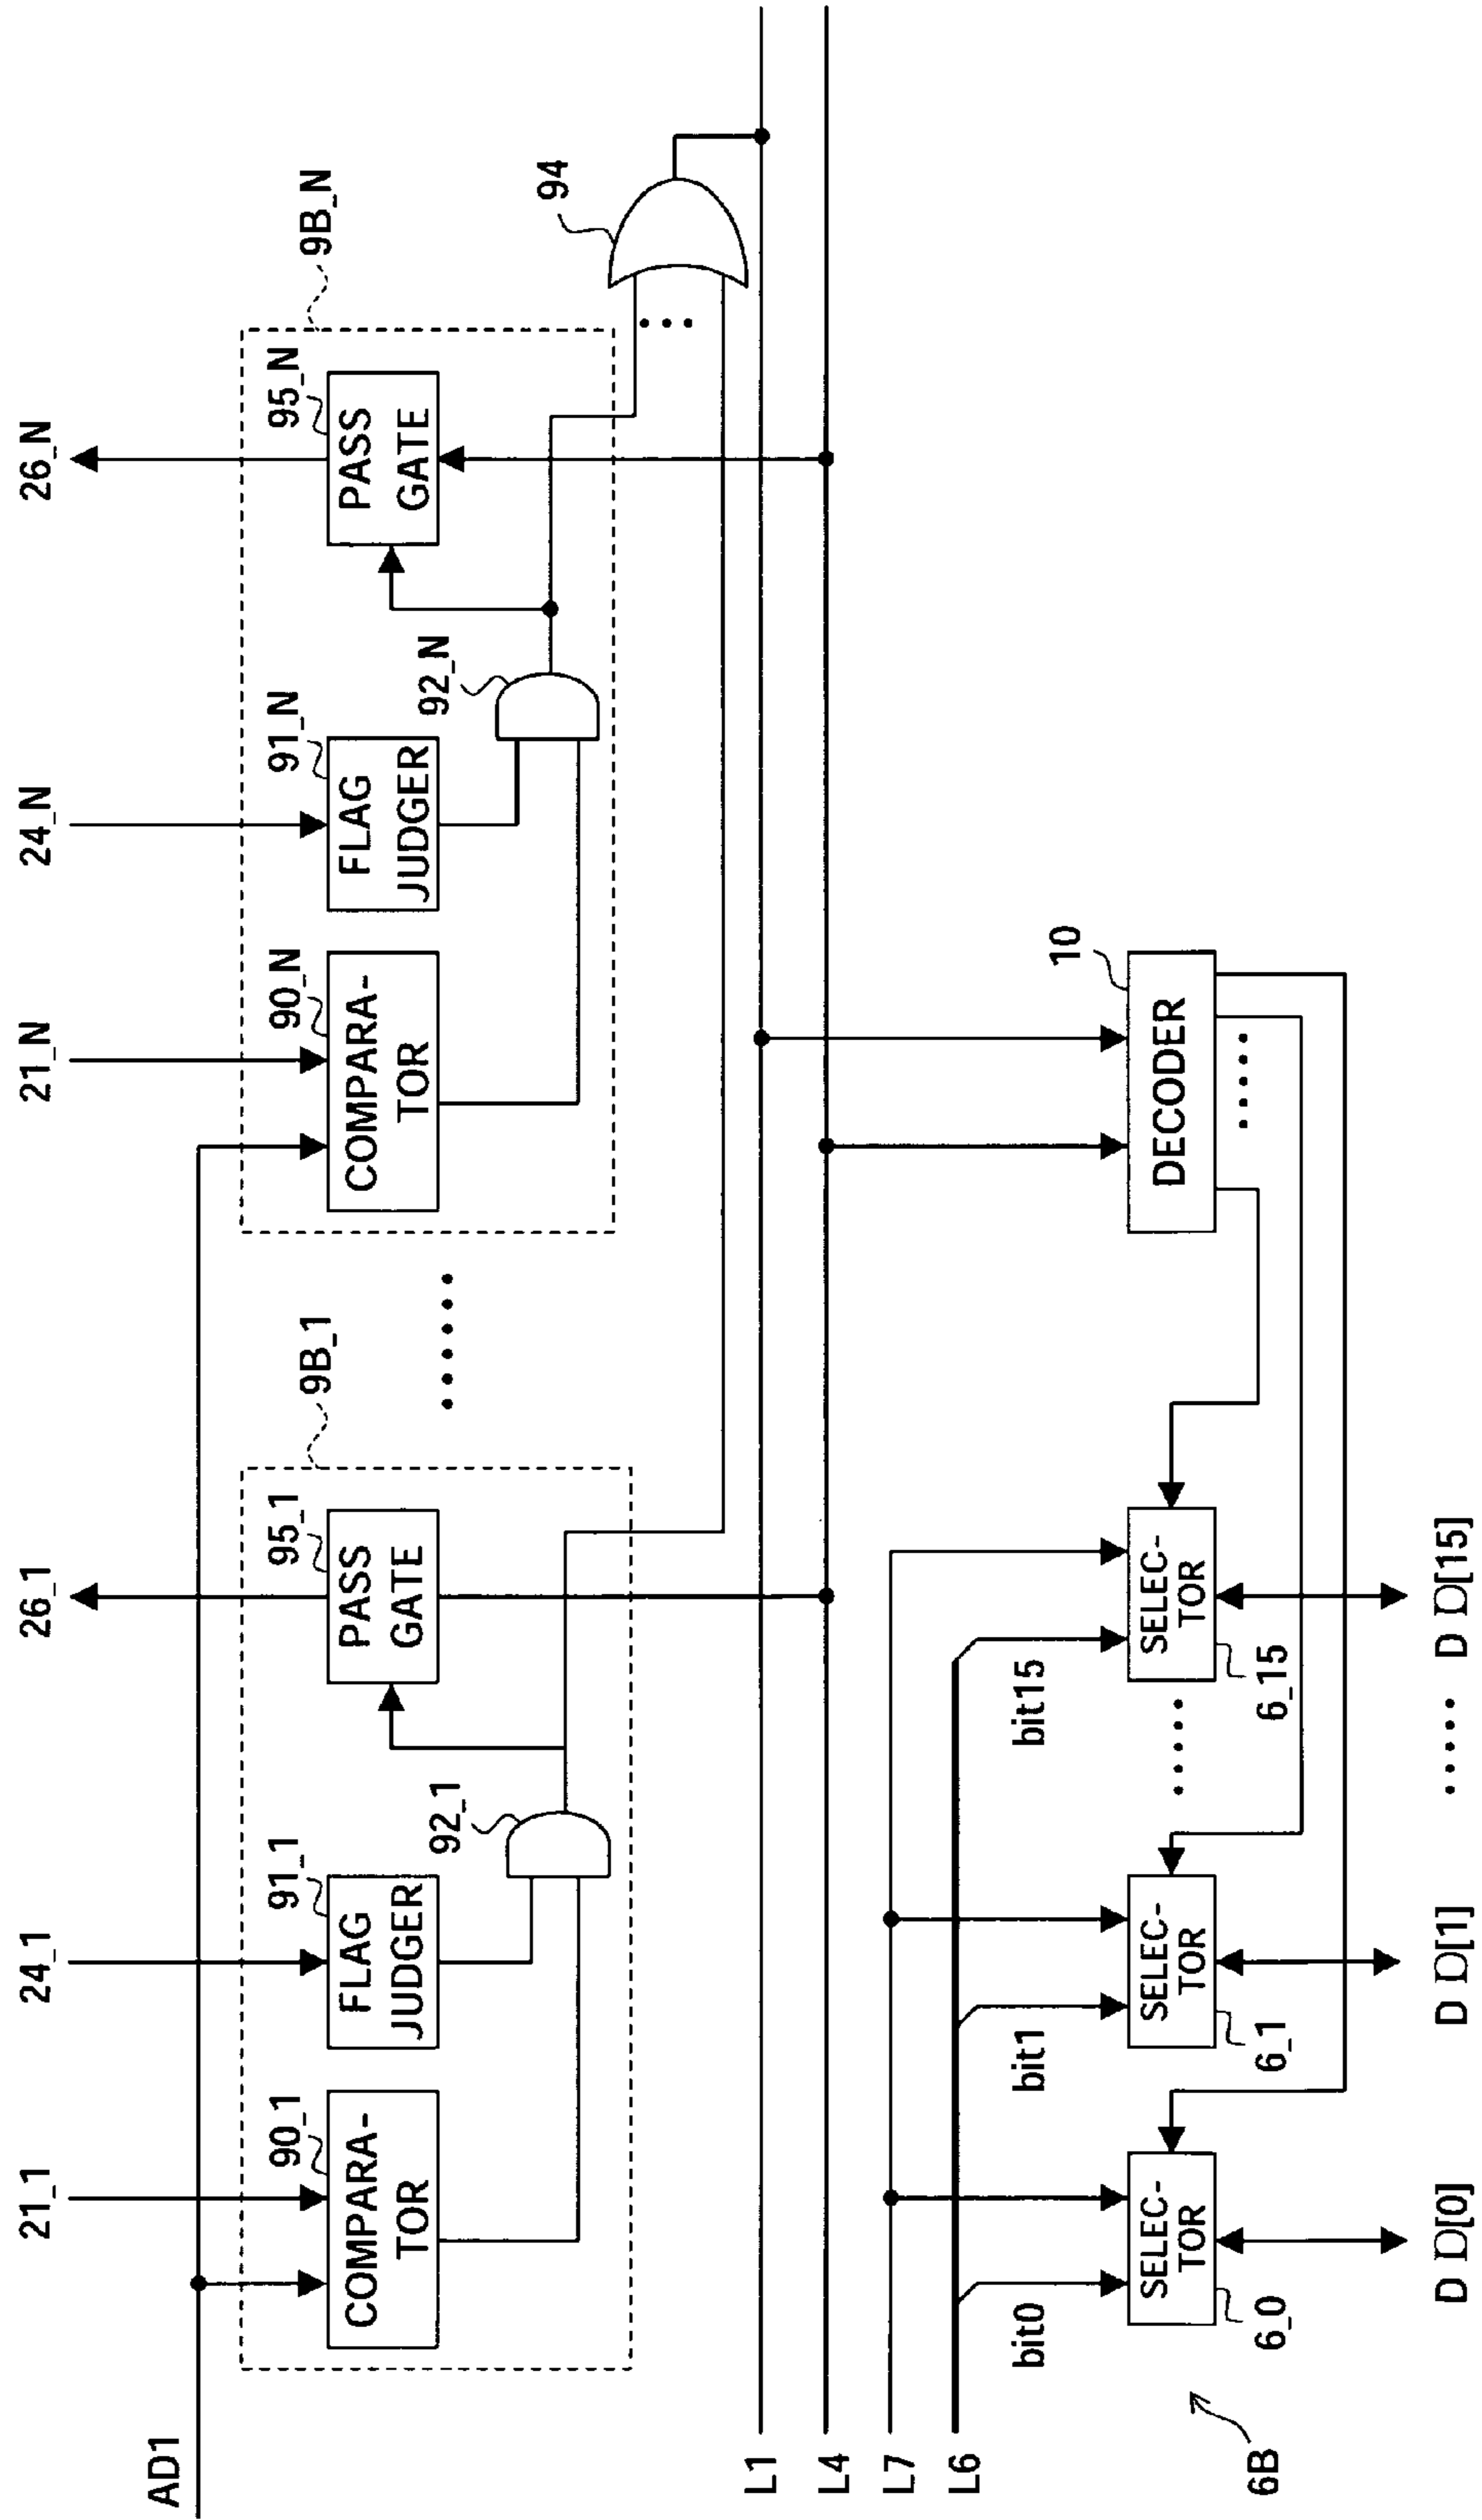 21_1
24_1
26_1
21_N
24_N
26_N
AD1
90_1
91_1
95_1
9B_1
90_N
91_N
95_N
9B_N
COMPARA-
TOR
FLAG
JUDGER
PASS
GATE
COMPARA-
TOR
FLAG
JUDGER
PASS
GATE
92_1
92_N
94
L1
L4
L7
L6
bit0
bit1
bit15
10
SELEC-
TOR
SELEC-
TOR
SELEC-
TOR
DECODER
6B
6_0
6_1
6_15
D D[0]
D D[1]
D D[15]